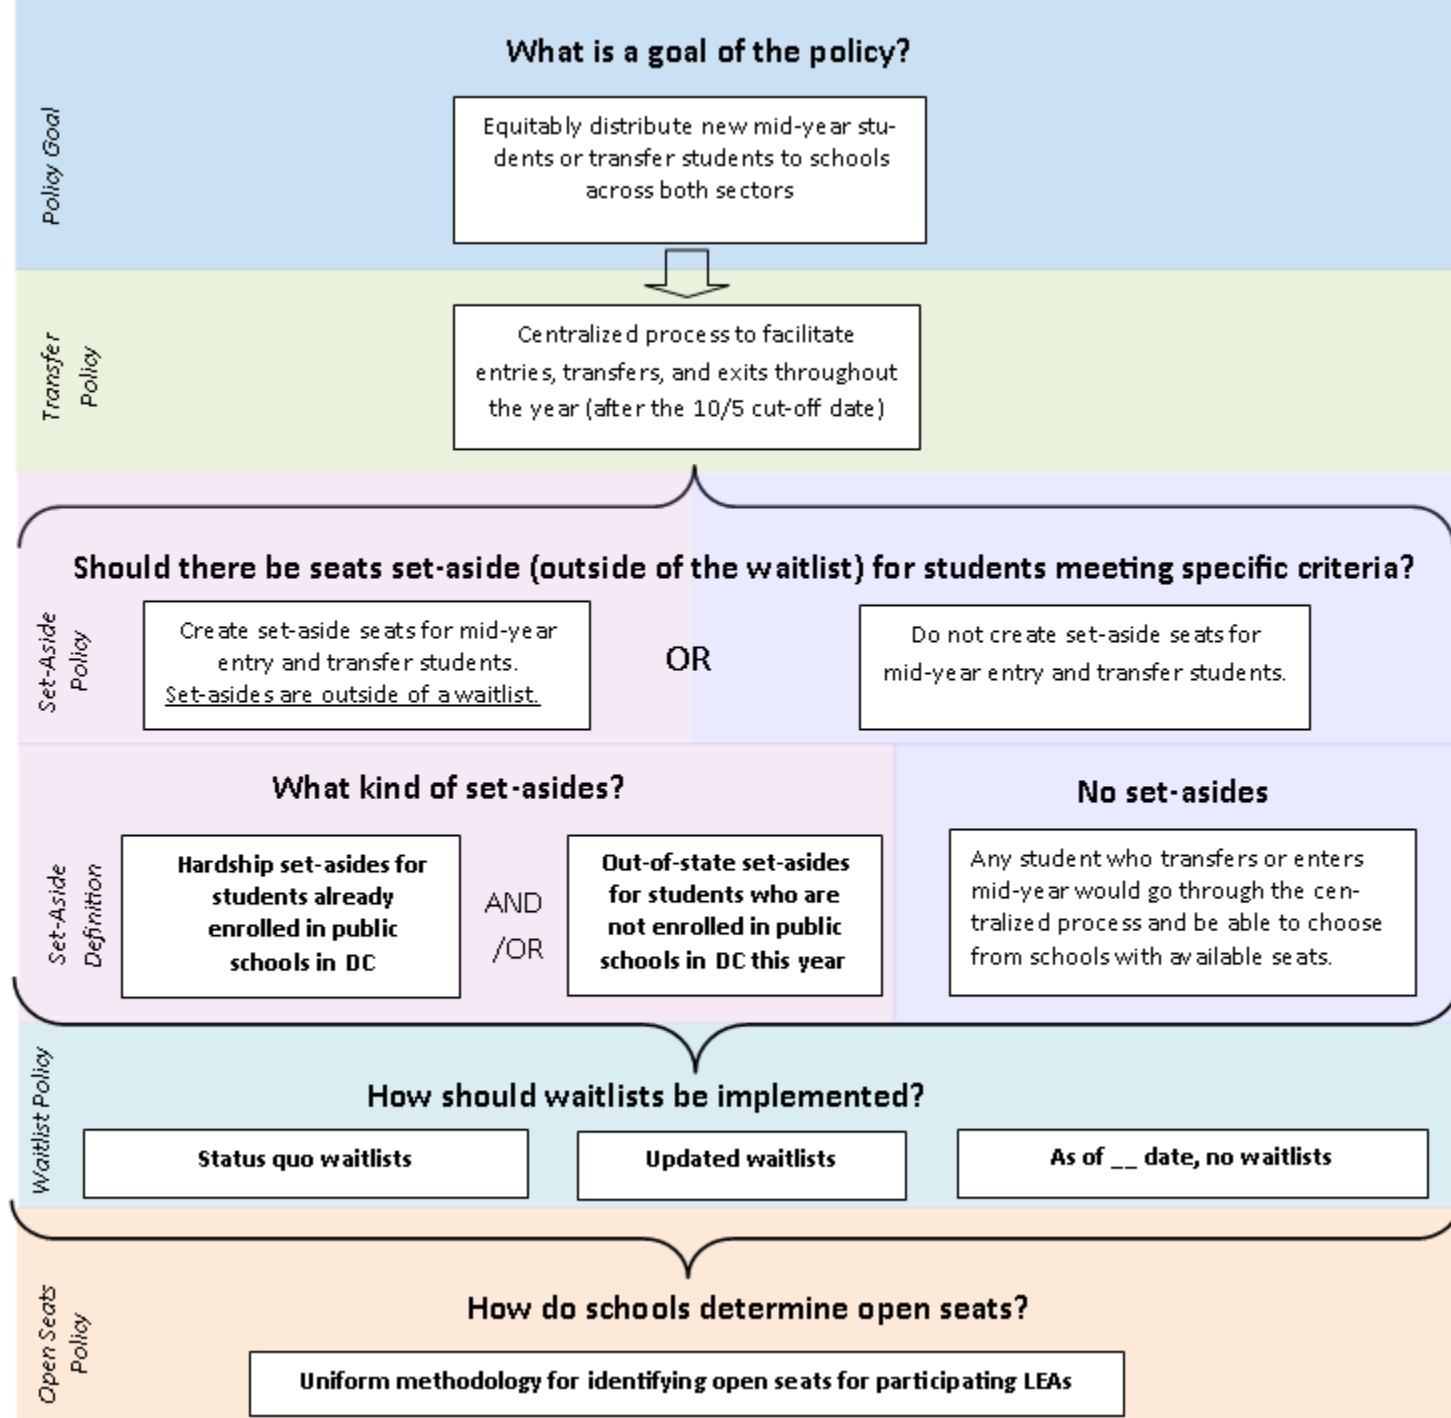 What is a goal of the policy?
Policy Goal
Equitably distribute new mid-year stu-
dents or transfer students to schools
across both sectors
Transfer
Policy
Centralized process to facilitate
entries, transfers, and exits throughout
the year (after the 10/5 cut-off date)
Should there be seats set-aside (outside of the waitlist) for students meeting specific criteria?
Set-Aside
Policy
Create set-aside seats for mid-year
entry and transfer students.
Set-asides are outside of a waitlist.
OR
Do not create set-aside seats for
mid-year entry and transfer students.
What kind of set-asides?
Set-Aside
Definition
Hardship set-asides for
students already
enrolled in public
schools in DC
AND
/OR
Out-of-state set-asides
for students who are
not enrolled in public
schools in DC this year
No set-asides
Any student who transfers or enters
mid-year would go through the cen-
tralized process and be able to choose
from schools with available seats.
Waitlist Policy
How should waitlists be implemented?
Status quo waitlists
Updated waitlists
As of __ date, no waitlists
Open Seats
Policy
How do schools determine open seats?
Uniform methodology for identifying open seats for participating LEAs